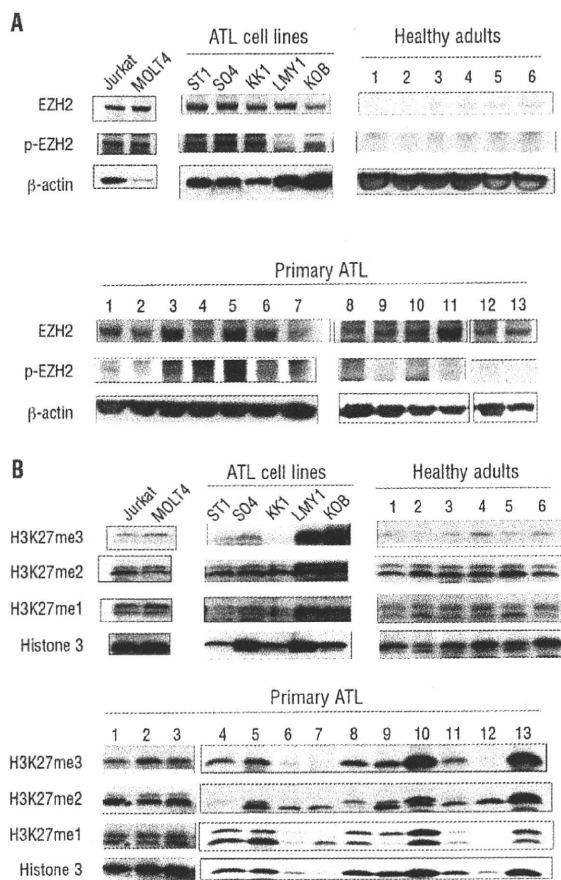 A
ATL cell lines Healthy adults
Jurkat MOLT4 ST1 SO4 KK1 LMY1 KOB 1 2 3 4 5 6
EZH2
p-EZH2
β-actin
Primary ATL
1 2 3 4 5 6 7 8 9 10 11 12 13
EZH2
p-EZH2
β-actin
B
ATL cell lines Healthy adults
Jurkat MOLT4 ST1 SO4 KK1 LMY1 KOB 1 2 3 4 5 6
H3K27me3
H3K27me2
H3K27me1
Histone 3
Primary ATL
1 2 3 4 5 6 7 8 9 10 11 12 13
H3K27me3
H3K27me2
H3K27me1
Histone 3